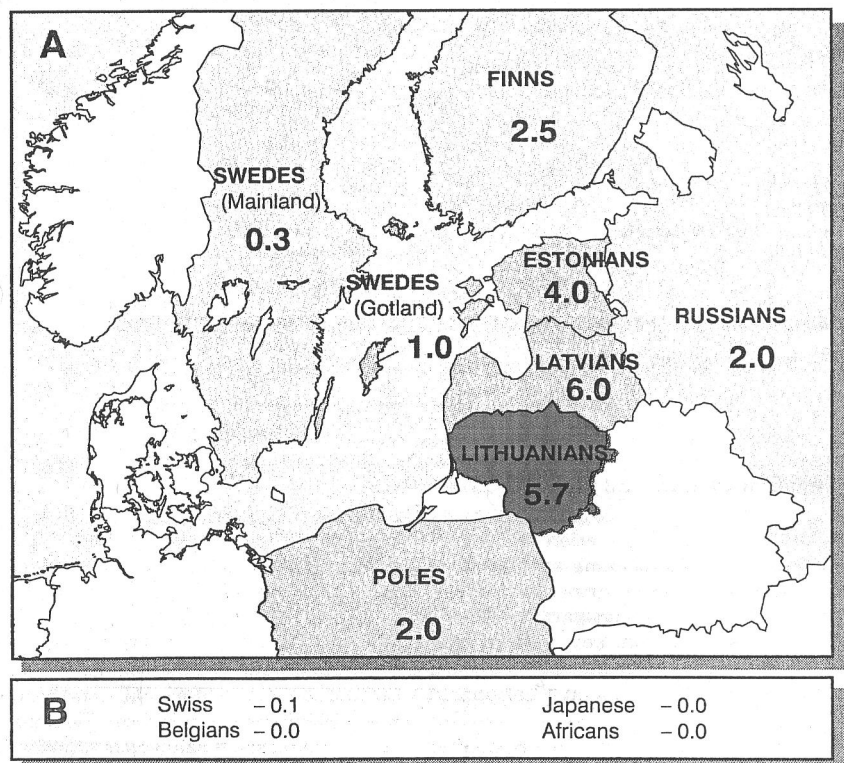 A
FINNS
2.5
SWEDES
(Mainland)
0.3
ESTONIANS
4.0
SWEDES
(Gotland)
1.0
RUSSIANS
2.0
LATVIANS
6.0
LITHUANIANS
5.7
POLES
2.0
B
Swiss – 0.1
Belgians – 0.0
Japanese – 0.0
Africans – 0.0